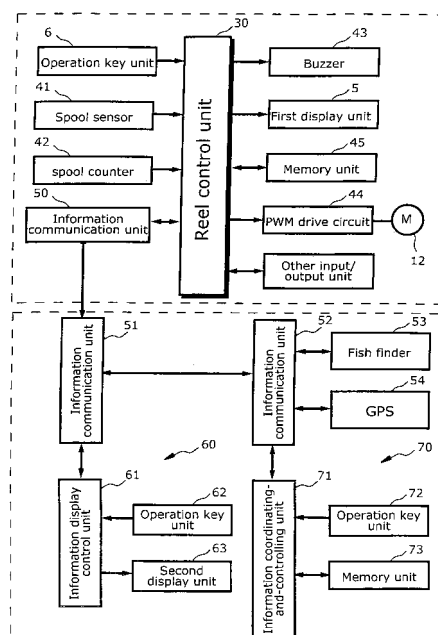 30
6
Operation key unit
41
Spool sensor
42
spool counter
50
Information
communication unit
Reel control unit
43
Buzzer
5
First display unit
45
Memory unit
44
PWM drive circuit
M
12
Other input/
output unit
51
Information
communication unit
52
Information
communication unit
53
Fish finder
54
GPS
60
70
61
Information display
control unit
62
Operation key
unit
63
Second
display unit
71
Information coordinating-
and-controlling unit
72
Operation key
unit
73
Memory unit